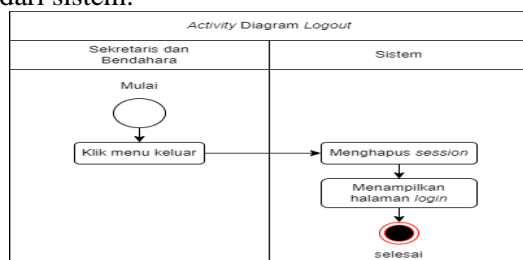 dari sistem.
Activity Diagram Logout
Sekretaris dan
Bendahara
Sistem
Mulai
Klik menu keluar
Menghapus session
Menampilkan
halaman login
selesai